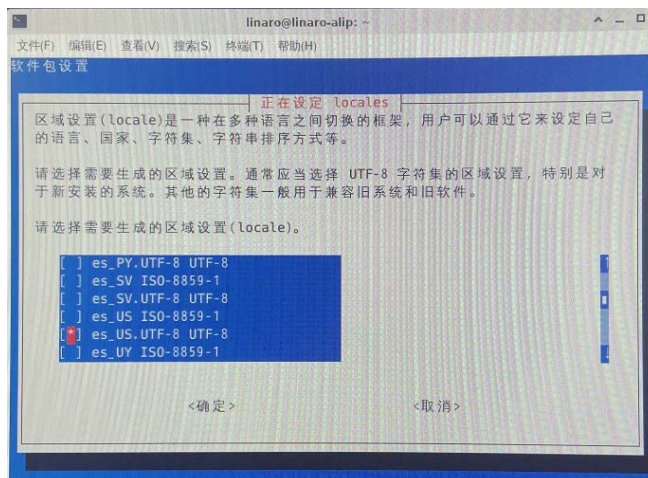 linaro@linaro-alip: ~
文件(F) 编辑(E) 查看(V) 搜索(S) 终端(T) 帮助(H)
软件包设置
正在设定 locales
区域设置(locale)是一种在多种语言之间切换的框架，用户可以通过它来设定自己
的语言、国家、字符集、字符串排序方式等。
请选择需要生成的区域设置。通常应当选择 UTF-8 字符集的区域设置，特别是对
于新安装的系统。其他的字符集一般用于兼容旧系统和旧软件。
请选择需要生成的区域设置(locale)。
[ ] es_PY.UTF-8 UTF-8
[ ] es_SV ISO-8859-1
[ ] es_SV.UTF-8 UTF-8
[ ] es_US ISO-8859-1
[*] es_US.UTF-8 UTF-8
[ ] es_UY ISO-8859-1
<确定> <取消>